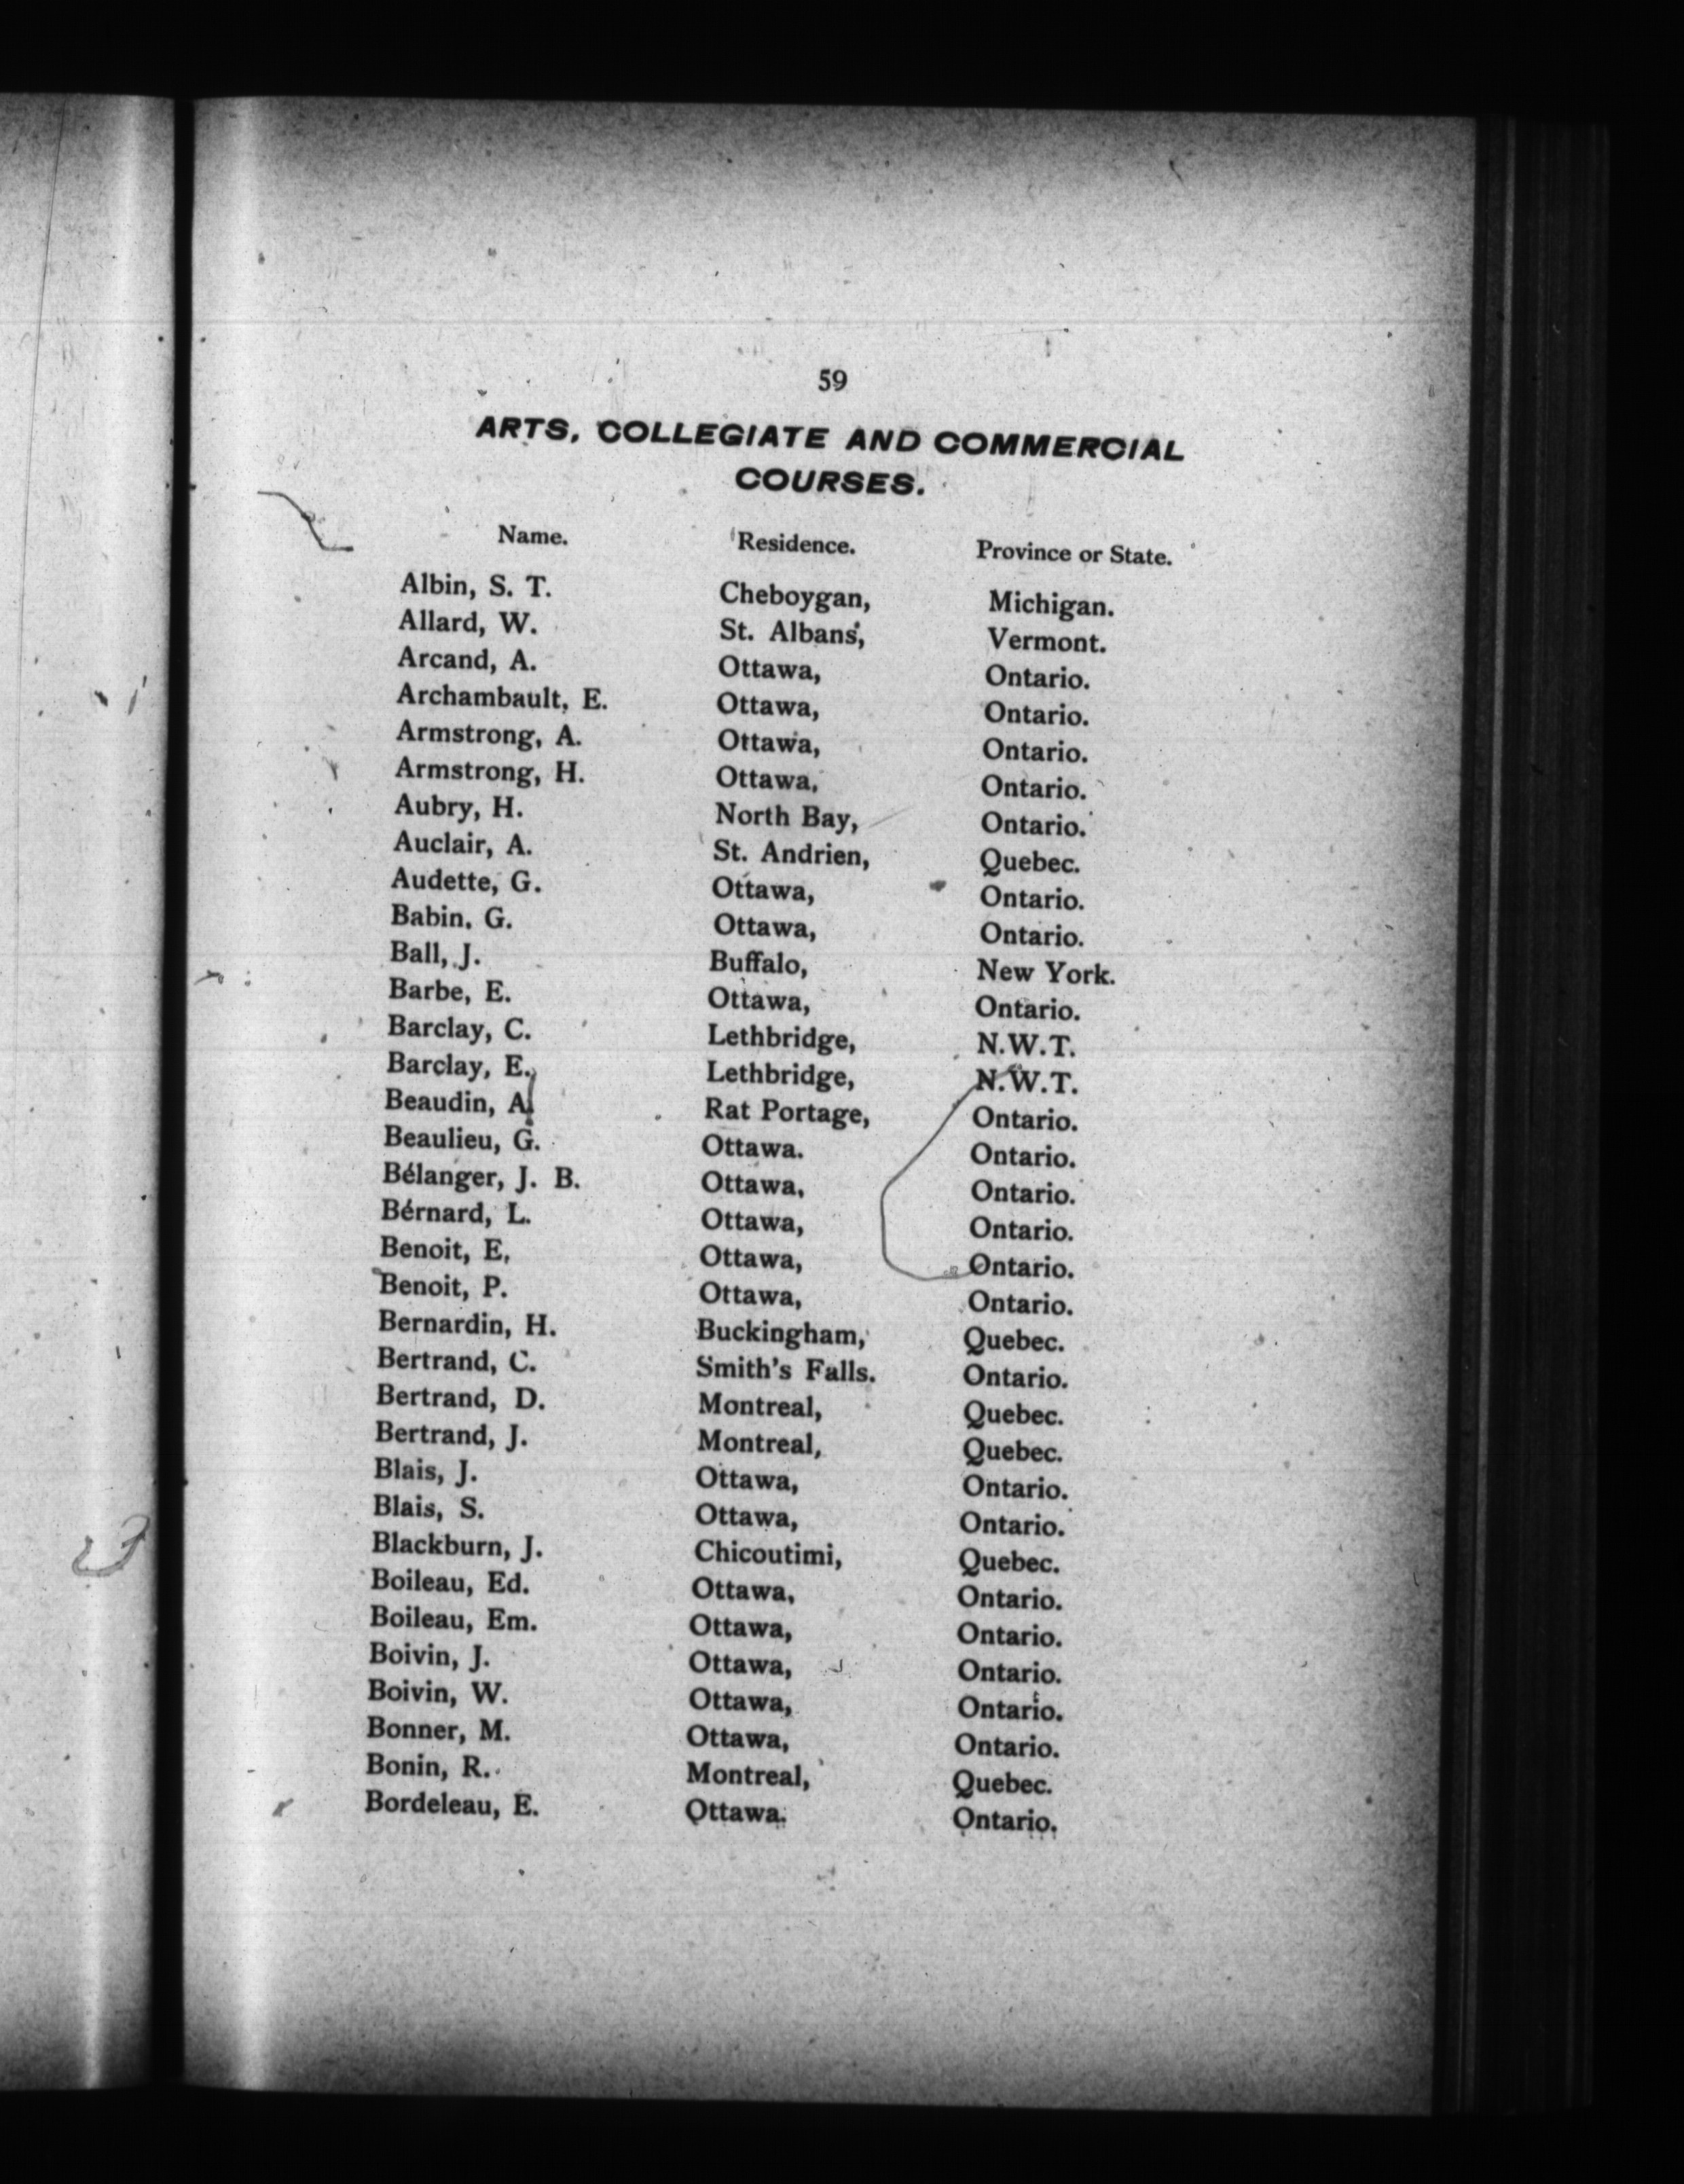 59
ARTS, COLLEGIATE AND COMMERCIAL
COURSES.
Name. Residence. Province or State.
Albin, S. T. Cheboygan, Michigan.
Allard, W. St. Albans, Vermont.
Arcand, A. Ottawa, Ontario.
Archambault, E. Ottawa, Ontario.
Armstrong, A. Ottawa, Ontario.
Armstrong, H. Ottawa, Ontario.
Aubry, H. North Bay, Ontario.
Auclair, A. St. Andrien, Quebec.
Audette, G. Ottawa, Ontario.
Babin. G. Ottawa, Ontario.
Ball, J. Buffalo, New York.
Barbe, E. Ottawa, Ontario.
Barclay, C. Lethbridge, N.W.T.
Barclay, E. Lethbridge, N.W.T.
Beaudin, A. Rat Portage, Ontario.
Beaulieu, G. Ottawa. Ontario.
Bélanger, J. B. Ottawa, Ontario.
Bérnard, L. Ottawa, Ontario.
Benoit, E. Ottawa, Ontario.
Benoit, P. Ottawa, Ontario.
Bernardin, H. Buckingham, Quebec.
Bertrand, C. Smith's Falls. Ontario.
Bertrand, D. Montreal, Quebec.
Bertrand, J. Montreal, Quebec.
Blais, J. Ottawa, Ontario.
Blais, S. Ottawa, Ontario.
Blackburn, J. Chicoutimi, Quebec.
Boileau, Ed. Ottawa, Ontario.
Boileau, Em. Ottawa, Ontario.
Boivin, J. Ottawa, Ontario.
Boivin, W. Ottawa, Ontario.
Bonner, M. Ottawa, Ontario.
Bonin, R. Montreal, Quebec.
Bordeleau, E. Ottawa. Ontario.